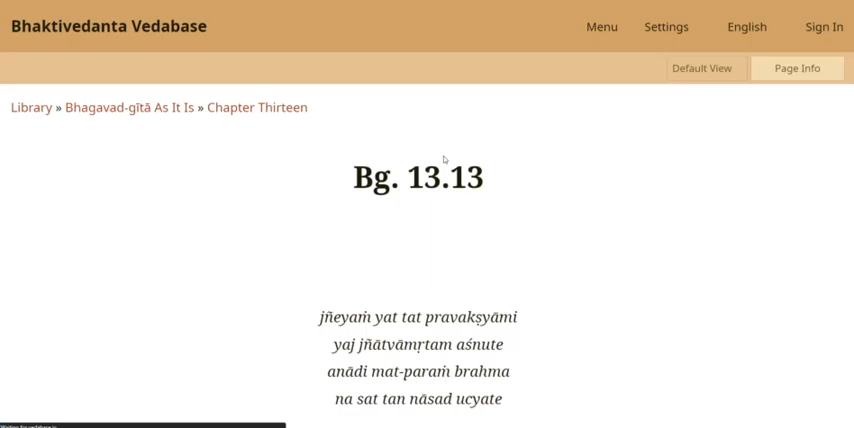 Bhaktivedanta Vedabase
Menu Settings English Sign In
Default View Page Info
Library » Bhagavad-gītā As It Is » Chapter Thirteen
Bg. 13.13
jñeyaṁ yat tat pravakṣyāmi
yaj jñātvāmṛtam aśnute
anādi mat-paraṁ brahma
na sat tan nāsad ucyate